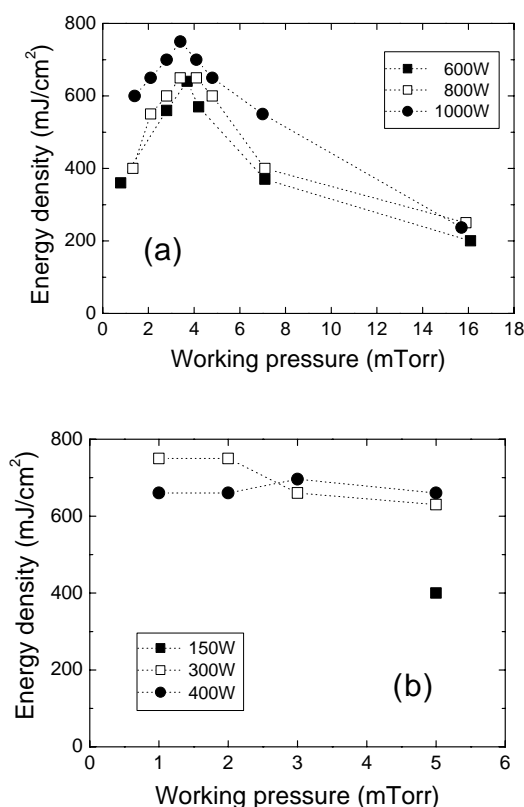 800
600
400
200
0
Energy density (mJ/cm²)
600W
800W
1000W
(a)
0 2 4 6 8 10 12 14 16 18
Working pressure (mTorr)
800
600
400
200
0
Energy density (mJ/cm²)
150W
300W
400W
(b)
0 1 2 3 4 5 6
Working pressure (mTorr)